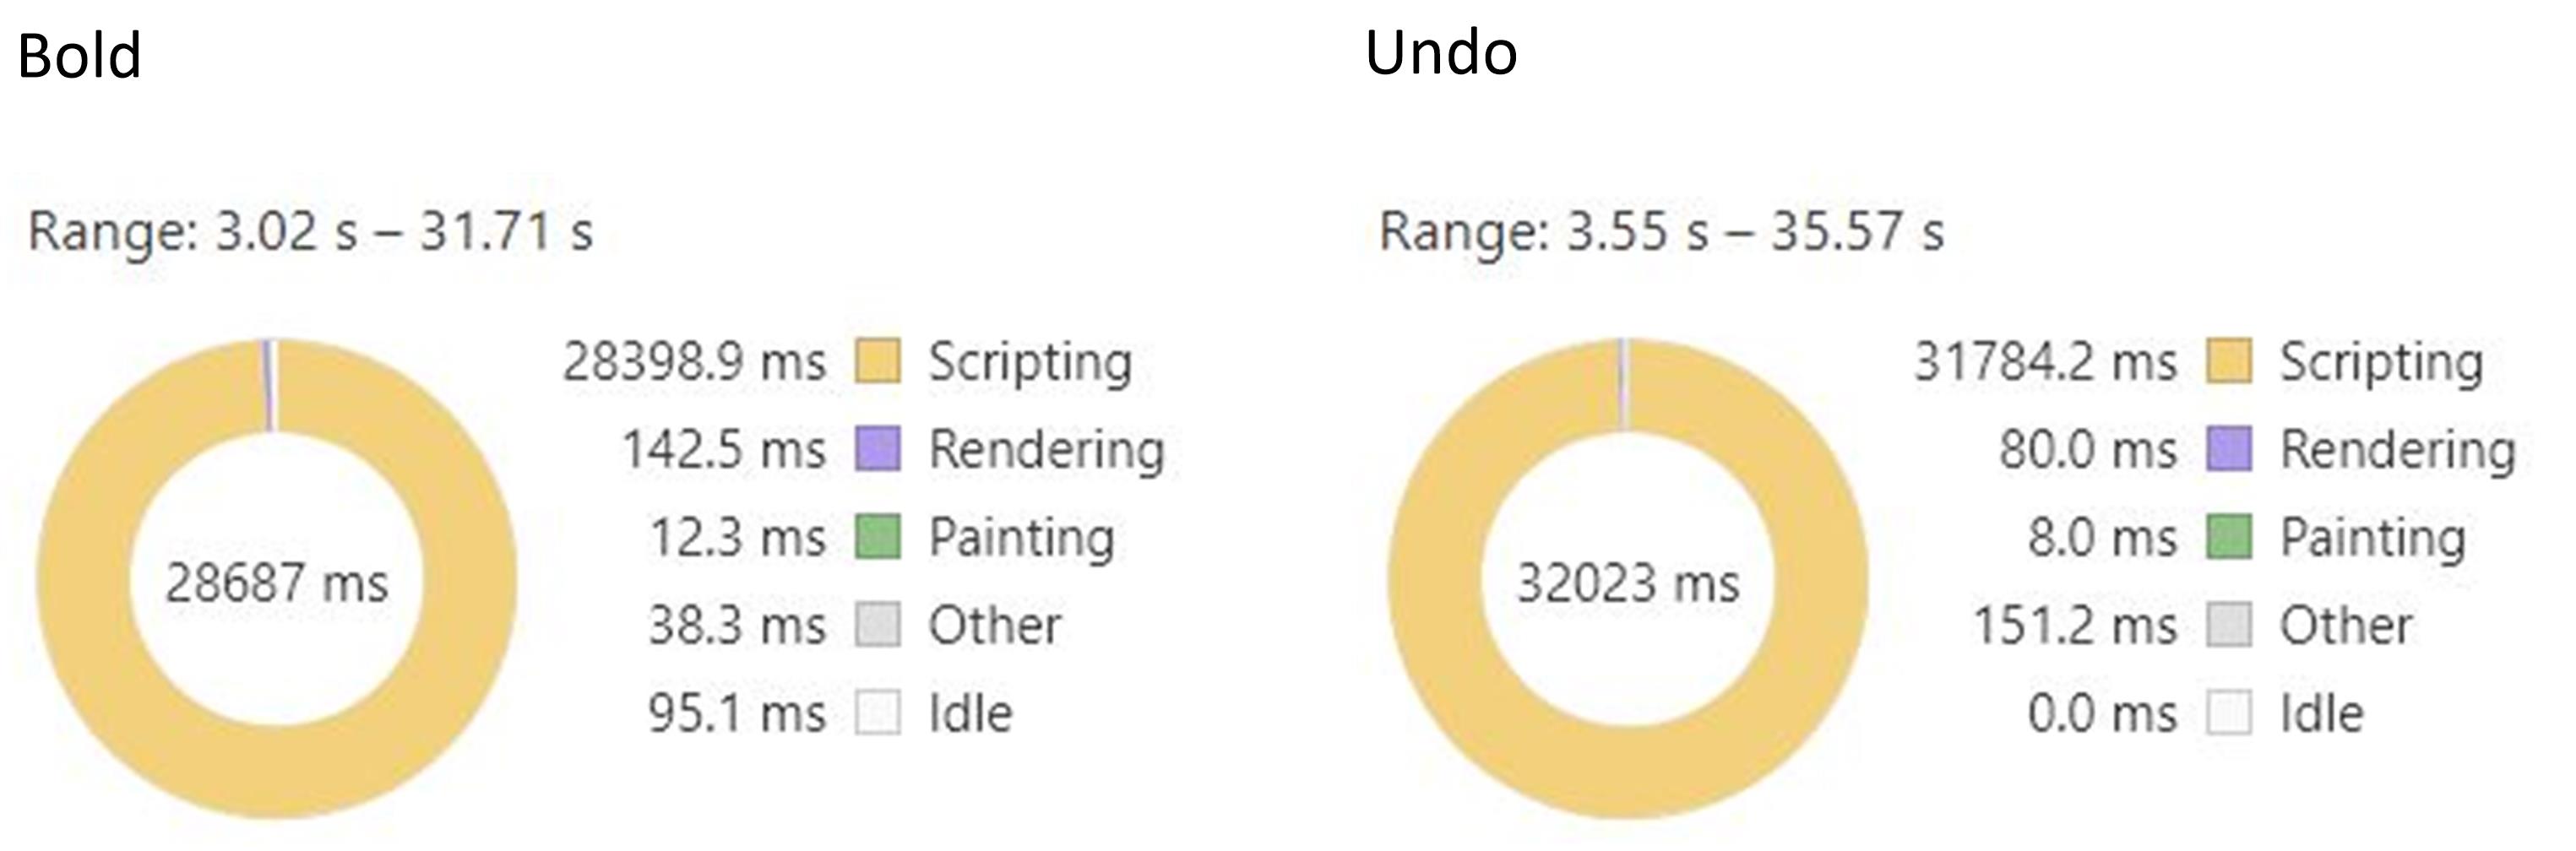 Bold
Range: 3.02 s – 31.71 s
28398.9 ms Scripting
142.5 ms Rendering
12.3 ms Painting
38.3 ms Other
95.1 ms Idle
28687 ms
Undo
Range: 3.55 s – 35.57 s
31784.2 ms Scripting
80.0 ms Rendering
8.0 ms Painting
151.2 ms Other
0.0 ms Idle
32023 ms